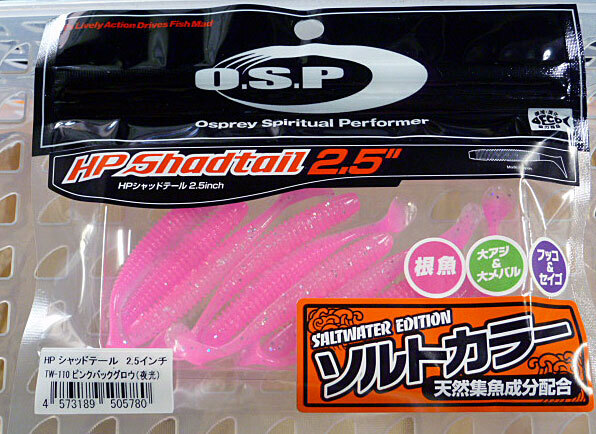 Lively Action Drives Fish Mad
O.S.P
Osprey Spiritual Performer
HP Shadtail 2.5"
HPシャッドテール 2.5inch
根魚
大アジ
&
大メバル
フッコ
&
セイゴ
SALTWATER EDITION
ソルトカラー
天然集魚成分配合
HP シャッドテール 2.5インチ
TW-110 ピンクバックグロウ(夜光)
4 573189 505780